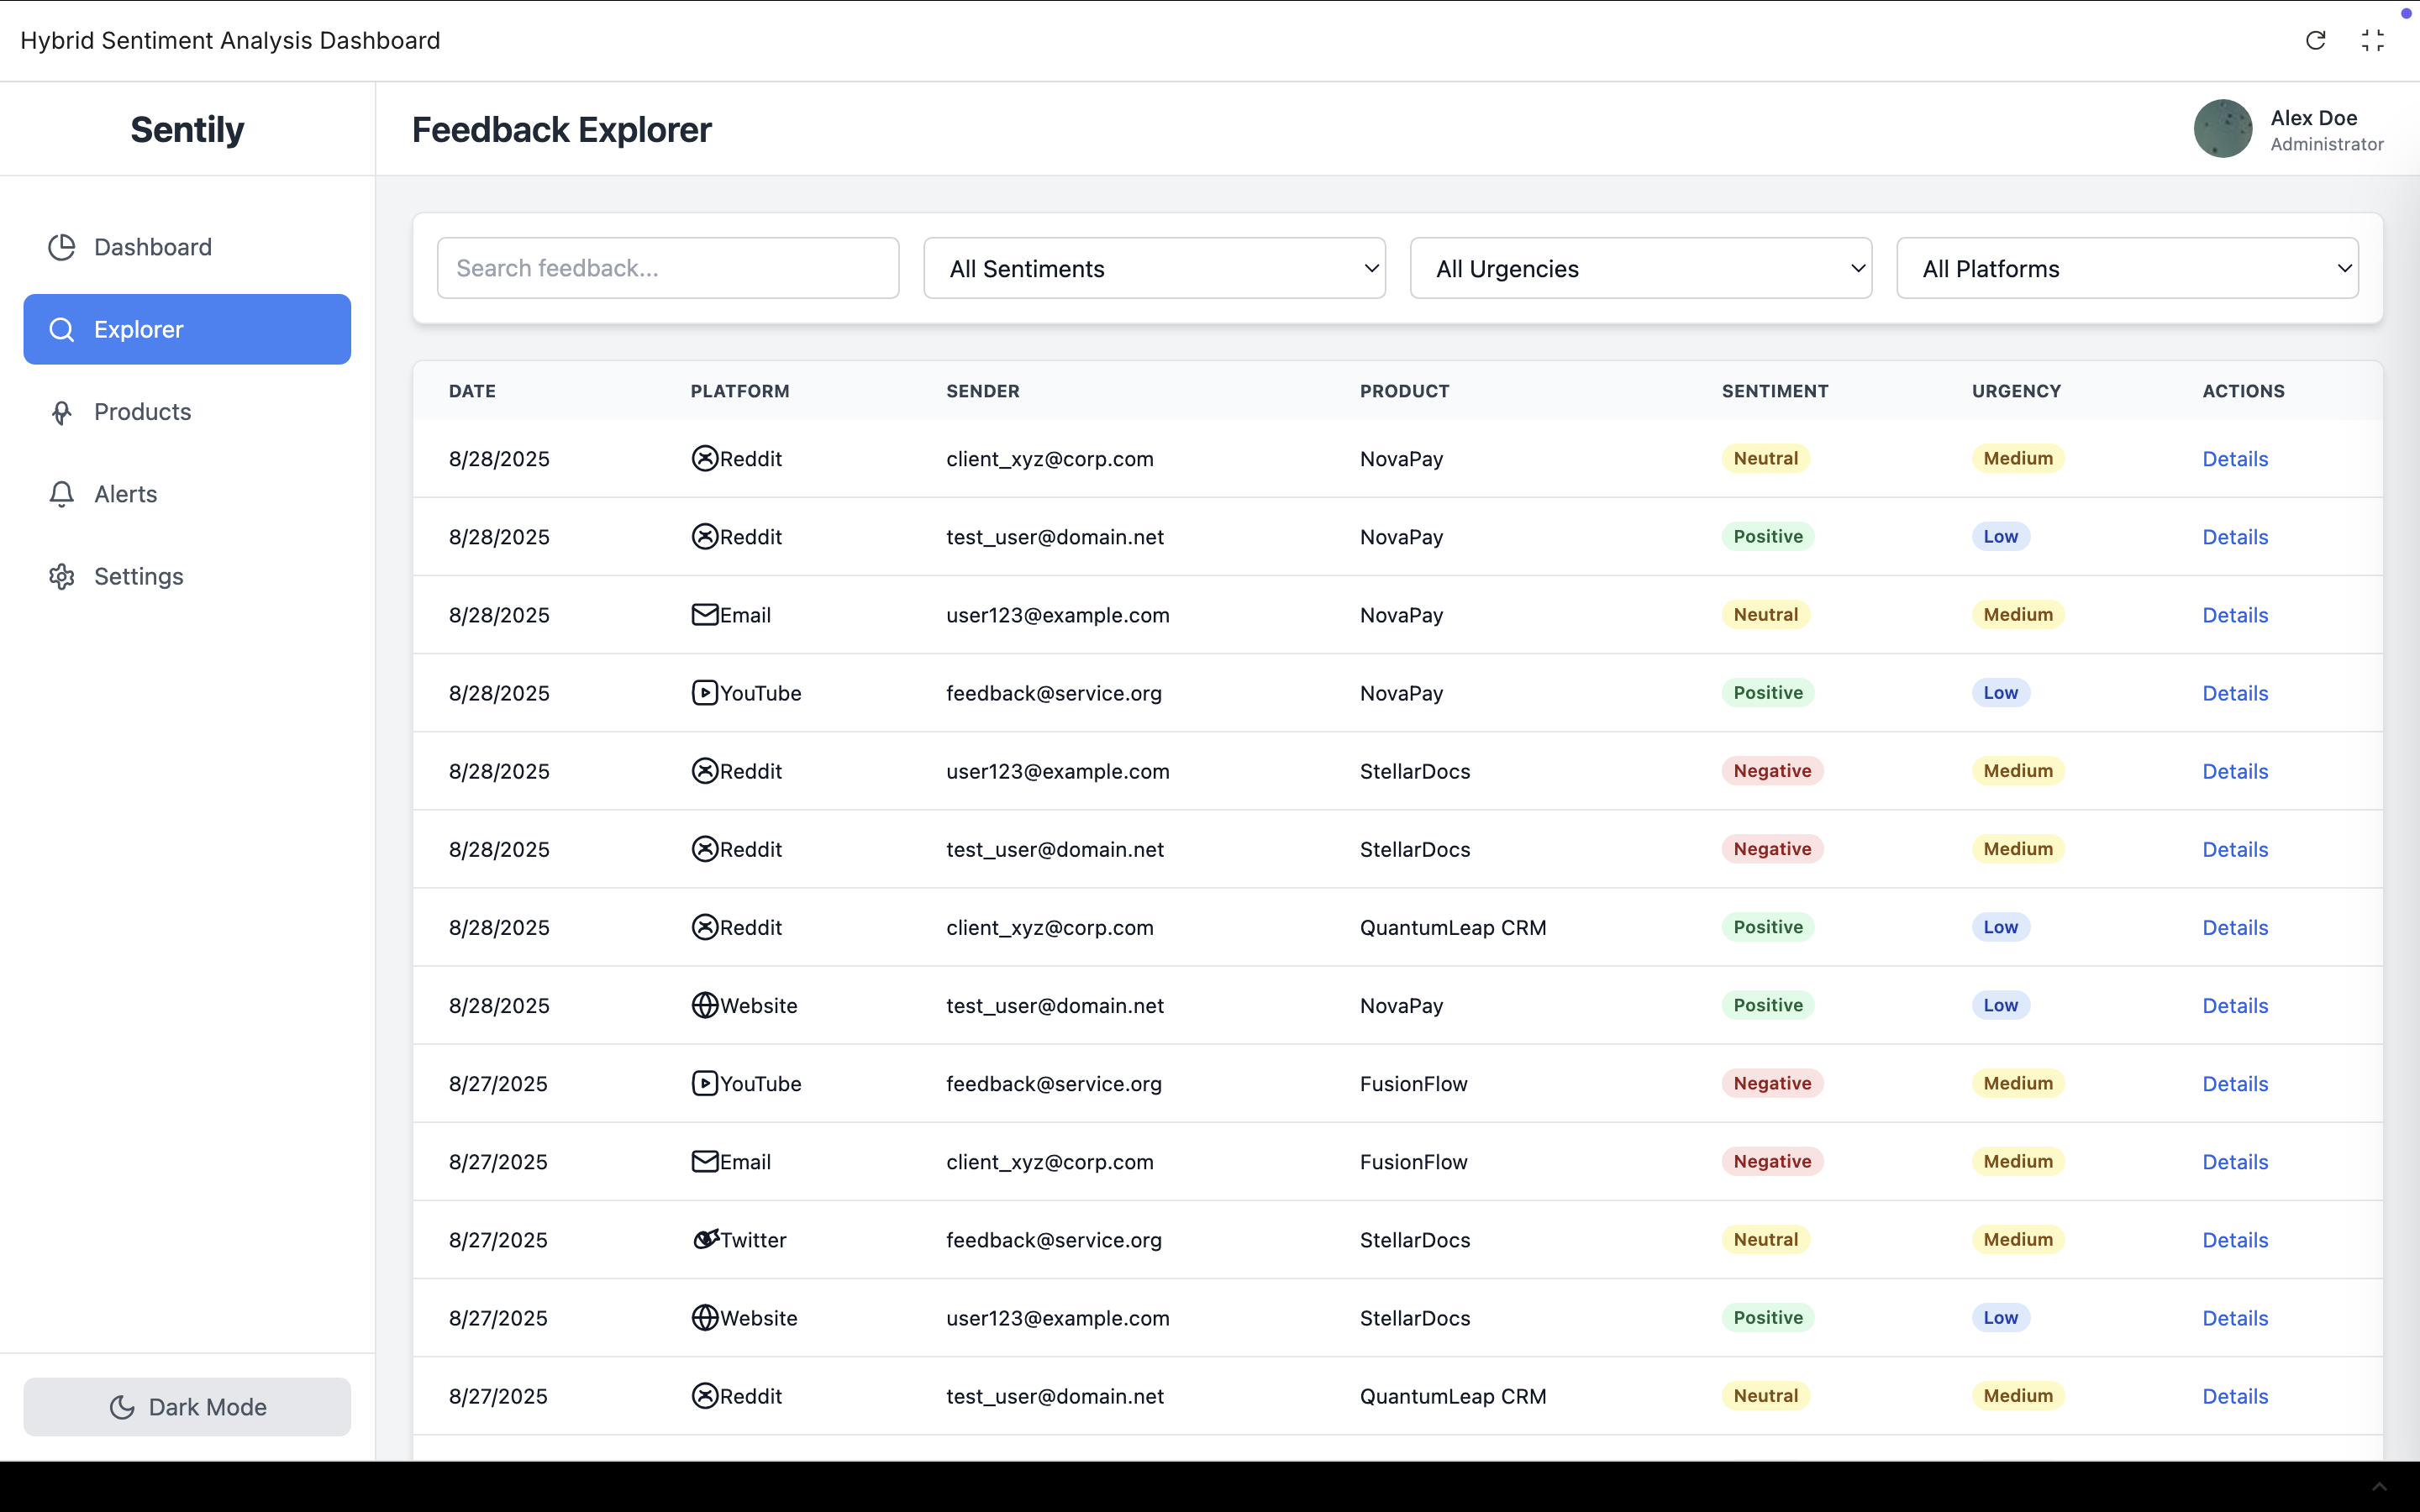 Hybrid Sentiment Analysis Dashboard
Sentily
Feedback Explorer
Alex Doe
Administrator
Dashboard
Explorer
Products
Alerts
Settings
Dark Mode
Search feedback...
All Sentiments
All Urgencies
All Platforms
DATE PLATFORM SENDER PRODUCT SENTIMENT URGENCY ACTIONS
8/28/2025 Reddit client_xyz@corp.com NovaPay Neutral Medium Details
8/28/2025 Reddit test_user@domain.net NovaPay Positive Low Details
8/28/2025 Email user123@example.com NovaPay Neutral Medium Details
8/28/2025 YouTube feedback@service.org NovaPay Positive Low Details
8/28/2025 Reddit user123@example.com StellarDocs Negative Medium Details
8/28/2025 Reddit test_user@domain.net StellarDocs Negative Medium Details
8/28/2025 Reddit client_xyz@corp.com QuantumLeap CRM Positive Low Details
8/28/2025 Website test_user@domain.net NovaPay Positive Low Details
8/27/2025 YouTube feedback@service.org FusionFlow Negative Medium Details
8/27/2025 Email client_xyz@corp.com FusionFlow Negative Medium Details
8/27/2025 Twitter feedback@service.org StellarDocs Neutral Medium Details
8/27/2025 Website user123@example.com StellarDocs Positive Low Details
8/27/2025 Reddit test_user@domain.net QuantumLeap CRM Neutral Medium Details